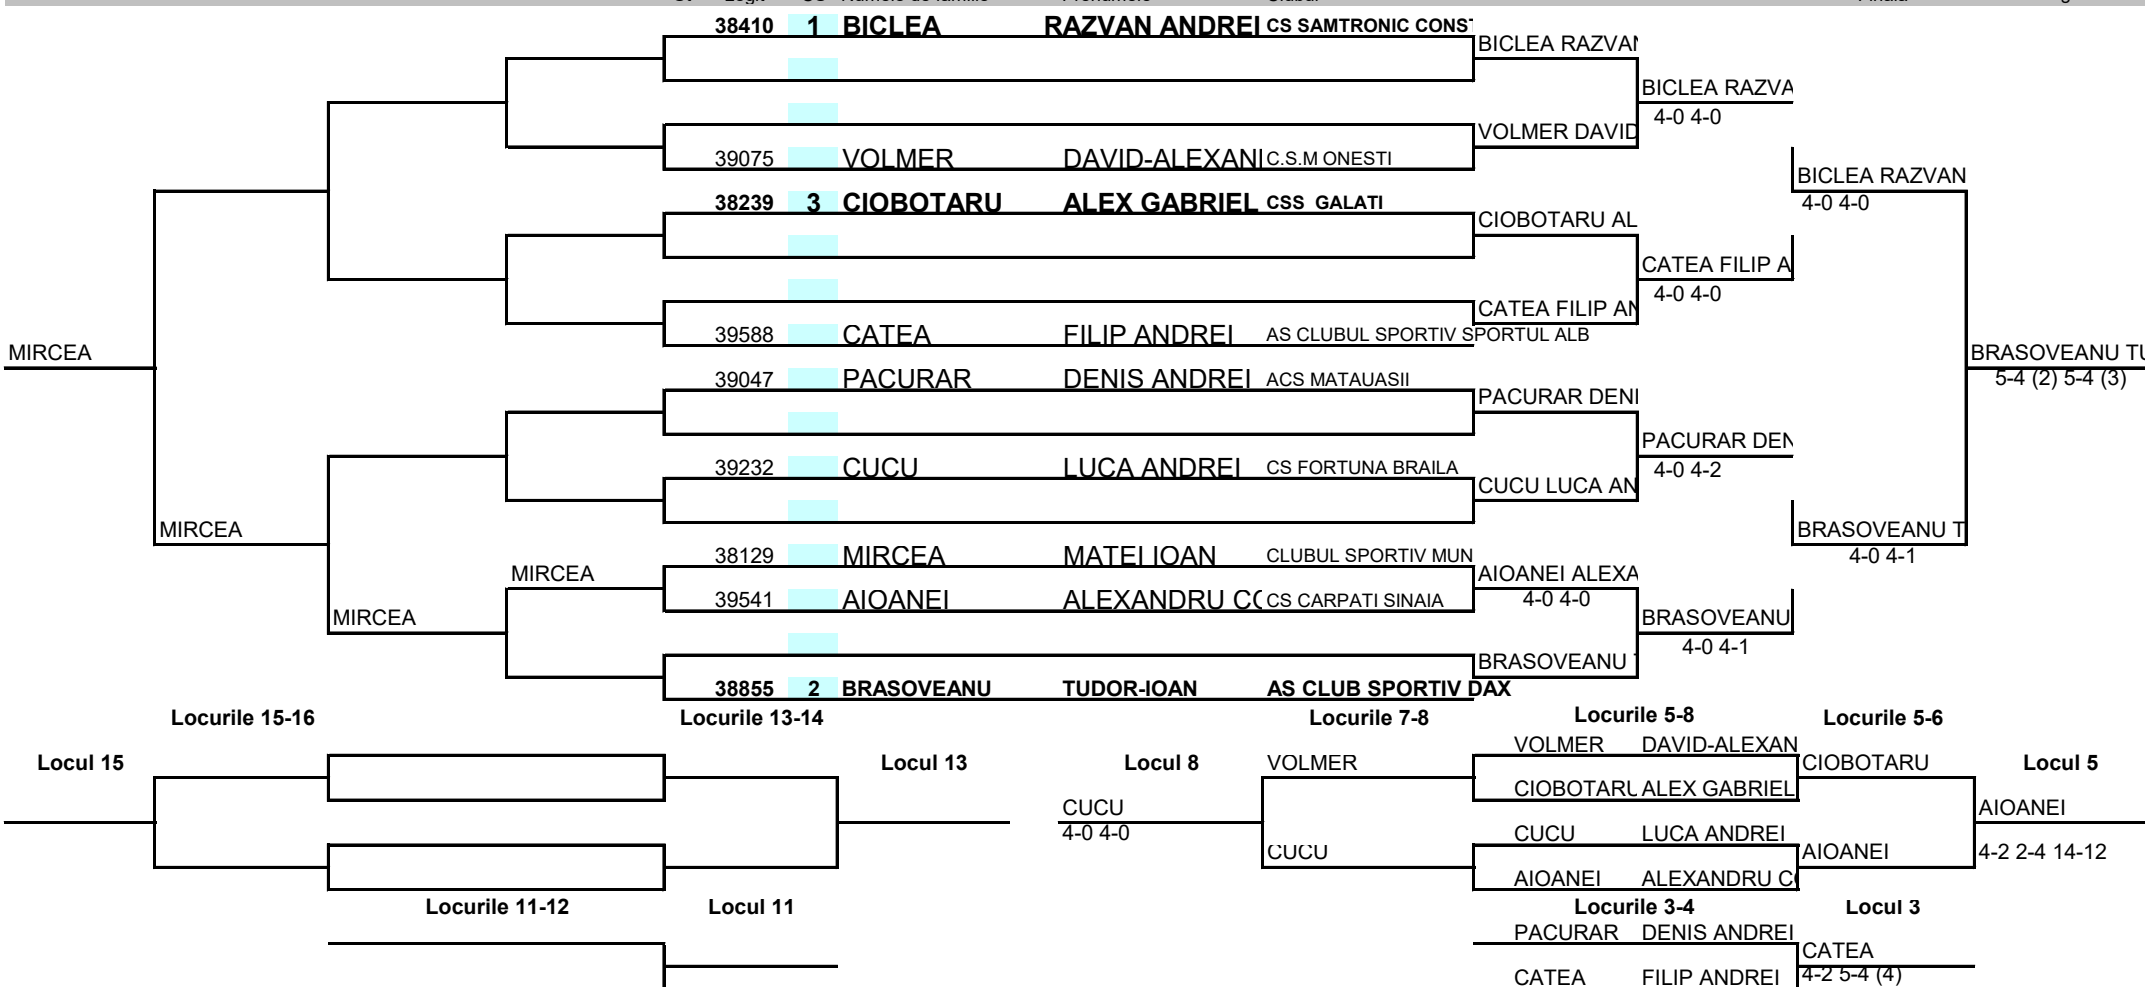 38410 1 BICLEA RAZVAN ANDREI CS SAMTRONIC CONST
BICLEA RAZVAN
BICLEA RAZVA
4-0 4-0
VOLMER DAVID
39075 VOLMER DAVID-ALEXAN C.S.M ONESTI
BICLEA RAZVAN
4-0 4-0
38239 3 CIOBOTARU ALEX GABRIEL CSS GALATI
CIOBOTARU AL
CATEA FILIP A
4-0 4-0
CATEA FILIP AN
39588 CATEA FILIP ANDREI AS CLUBUL SPORTIV SPORTUL ALB
MIRCEA
BRASOVEANU TU
5-4 (2) 5-4 (3)
39047 PACURAR DENIS ANDREI ACS MATAUASII
PACURAR DENI
PACURAR DEN
4-0 4-2
39232 CUCU LUCA ANDREI CS FORTUNA BRAILA
CUCU LUCA AN
MIRCEA
BRASOVEANU T
4-0 4-1
38129 MIRCEA MATEI IOAN CLUBUL SPORTIV MUN
MIRCEA
AIOANEI ALEXA
4-0 4-0
39541 AIOANEI ALEXANDRU CO CS CARPATI SINAIA
MIRCEA
BRASOVEANU
4-0 4-1
BRASOVEANU
38855 2 BRASOVEANU TUDOR-IOAN AS CLUB SPORTIV DAX
Locurile 15-16 Locurile 13-14 Locurile 7-8 Locurile 5-8 Locurile 5-6
VOLMER DAVID-ALEXAN
Locul 15 Locul 13 Locul 8 VOLMER CIOBOTARU Locul 5
CIOBOTARU ALEX GABRIEL
CUCU AIOANEI
4-0 4-0 CUCU LUCA ANDREI
CUCU AIOANEI 4-2 2-4 14-12
AIOANEI ALEXANDRU CO
Locurile 11-12 Locul 11 Locurile 3-4 Locul 3
PACURAR DENIS ANDREI
CATEA
CATEA FILIP ANDREI 4-2 5-4 (4)